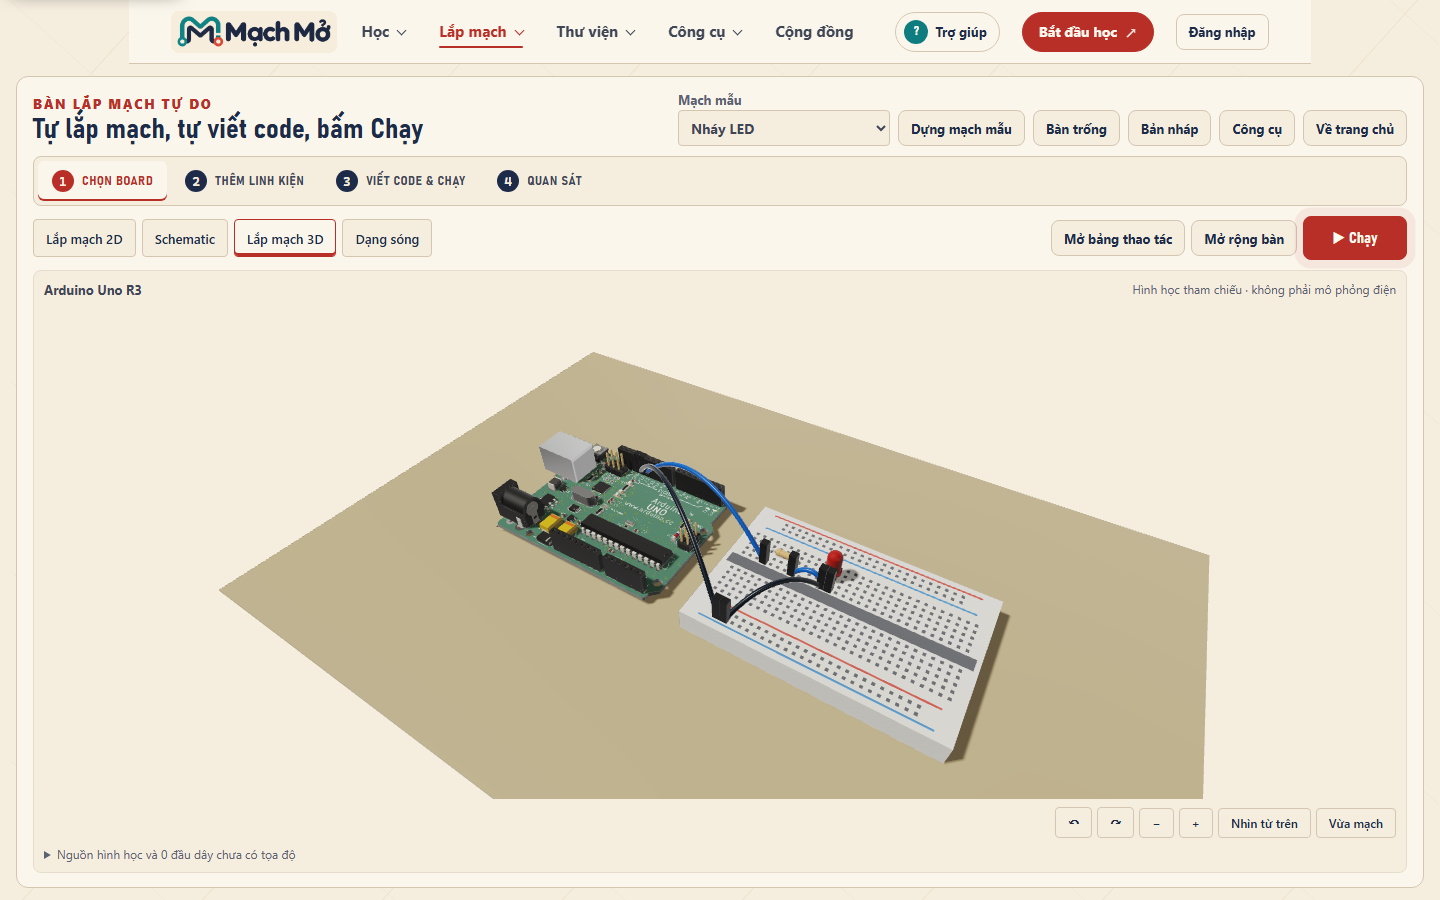 Mạch Mở
Học
Lắp mạch
Thư viện
Công cụ
Cộng đồng
? Trợ giúp
Bắt đầu học ↗
Đăng nhập
BÀN LẮP MẠCH TỰ DO
Tự lắp mạch, tự viết code, bấm Chạy
Mạch mẫu
Nháy LED
Dựng mạch mẫu
Bàn trống
Bản nháp
Công cụ
Về trang chủ
1 CHỌN BOARD
2 THÊM LINH KIỆN
3 VIẾT CODE & CHẠY
4 QUAN SÁT
Lắp mạch 2D
Schematic
Lắp mạch 3D
Dạng sóng
Mở bảng thao tác
Mở rộng bàn
▶ Chạy
Arduino Uno R3
Hình học tham chiếu · không phải mô phỏng điện
Arduino
UNO
↶
↷
−
+
Nhìn từ trên
Vừa mạch
▶ Nguồn hình học và 0 đầu dây chưa có tọa độ